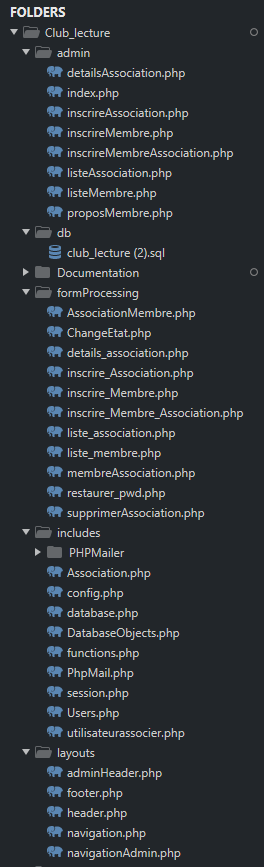 FOLDERS
Club_lecture
admin
detailsAssociation.php
index.php
inscrireAssociation.php
inscrireMembre.php
inscrireMembreAssociation.php
listeAssociation.php
listeMembre.php
proposMembre.php
db
club_lecture (2).sql
Documentation
formProcessing
AssociationMembre.php
ChangeEtat.php
details_association.php
inscrire_Association.php
inscrire_Membre.php
inscrire_Membre_Association.php
liste_association.php
liste_membre.php
membreAssociation.php
restaurer_pwd.php
supprimerAssociation.php
includes
PHPMailer
Association.php
config.php
database.php
DatabaseObjects.php
functions.php
PhpMail.php
session.php
Users.php
utilisateurassocier.php
layouts
adminHeader.php
footer.php
header.php
navigation.php
navigationAdmin.php